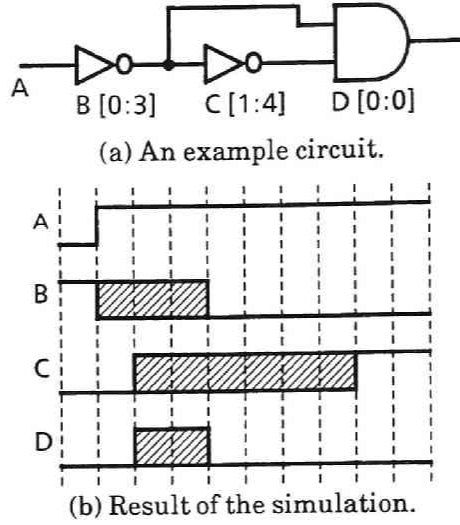 A
B [0:3] C [1:4] D [0:0]
(a) An example circuit.
A
B
C
D
(b) Result of the simulation.